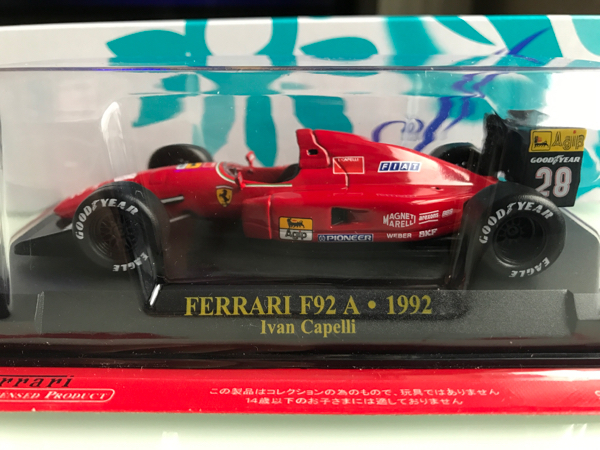 Agip
GOODYEAR
28
I. CAPELLI
FIAT
GOODYEAR
EAGLE
Agip
PIONEER
MAGNETI
MARELLI
WEBER
SKF
GOODYEAR
EAGLE
FERRARI F92 A • 1992
Ivan Capelli
この製品はコレクションの為のもので、玩具ではありません
14歳以下のお子さまには適しておりません
PRODUCT